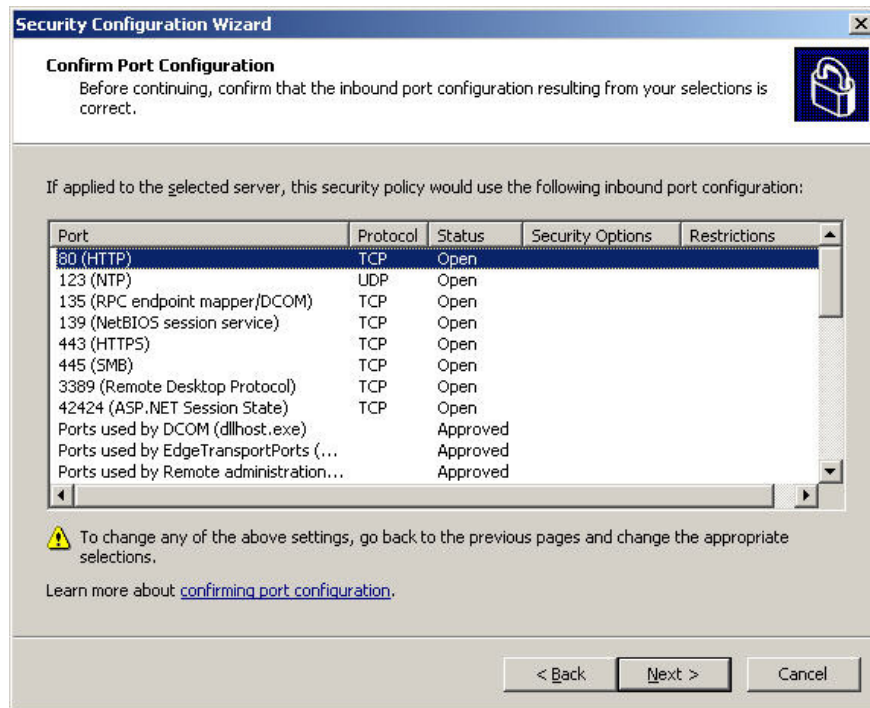 Security Configuration Wizard
Confirm Port Configuration
Before continuing, confirm that the inbound port configuration resulting from your selections is
correct.
If applied to the selected server, this security policy would use the following inbound port configuration:
Port Protocol Status Security Options Restrictions
80 (HTTP) TCP Open
123 (NTP) UDP Open
135 (RPC endpoint mapper/DCOM) TCP Open
139 (NetBIOS session service) TCP Open
443 (HTTPS) TCP Open
445 (SMB) TCP Open
3389 (Remote Desktop Protocol) TCP Open
42424 (ASP.NET Session State) TCP Open
Ports used by DCOM (dllhost.exe) Approved
Ports used by EdgeTransportPorts (... Approved
Ports used by Remote administration... Approved
To change any of the above settings, go back to the previous pages and change the appropriate
selections.
Learn more about confirming port configuration.
< Back Next > Cancel